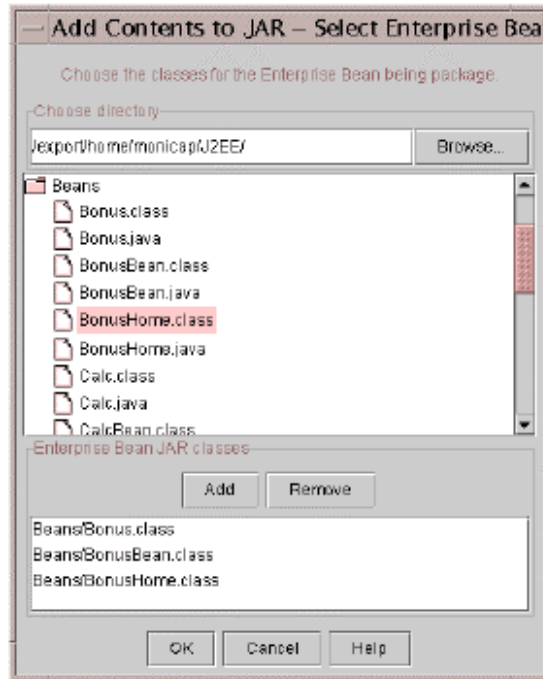 Add Contents to .JAR – Select Enterprise Bea
Choose the classes for the Enterprise Bean being package.
Choose directory
/export/home/monicap/J2EE/
Browse...
Beans
Bonus.class
Bonus.java
BonusBean.class
BonusBean.java
BonusHome.class
BonusHome.java
Calc.class
Calc.java
CalcBean.class
Enterprise Bean JAR classes
Add Remove
Beans/Bonus.class
Beans/BonusBean.class
Beans/BonusHome.class
OK Cancel Help